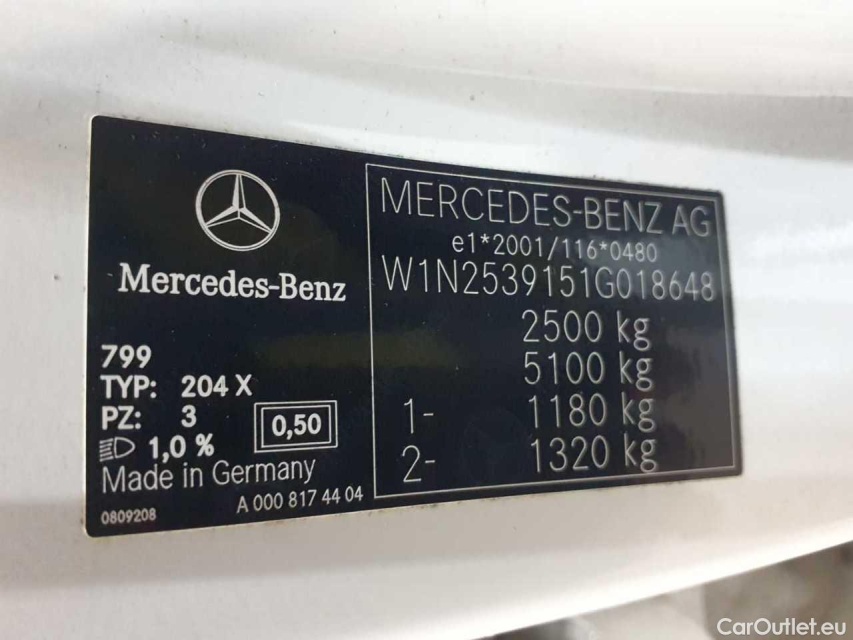 Mercedes-Benz
799
TYP: 204 X
PZ: 3
0,50
1,0 %
Made in Germany
0809208
A 000 817 44 04
MERCEDES-BENZ AG
e1*2001/116*0480
W1N2539151G018648
2500 kg
5100 kg
1- 1180 kg
2- 1320 kg
CarOutlet.eu